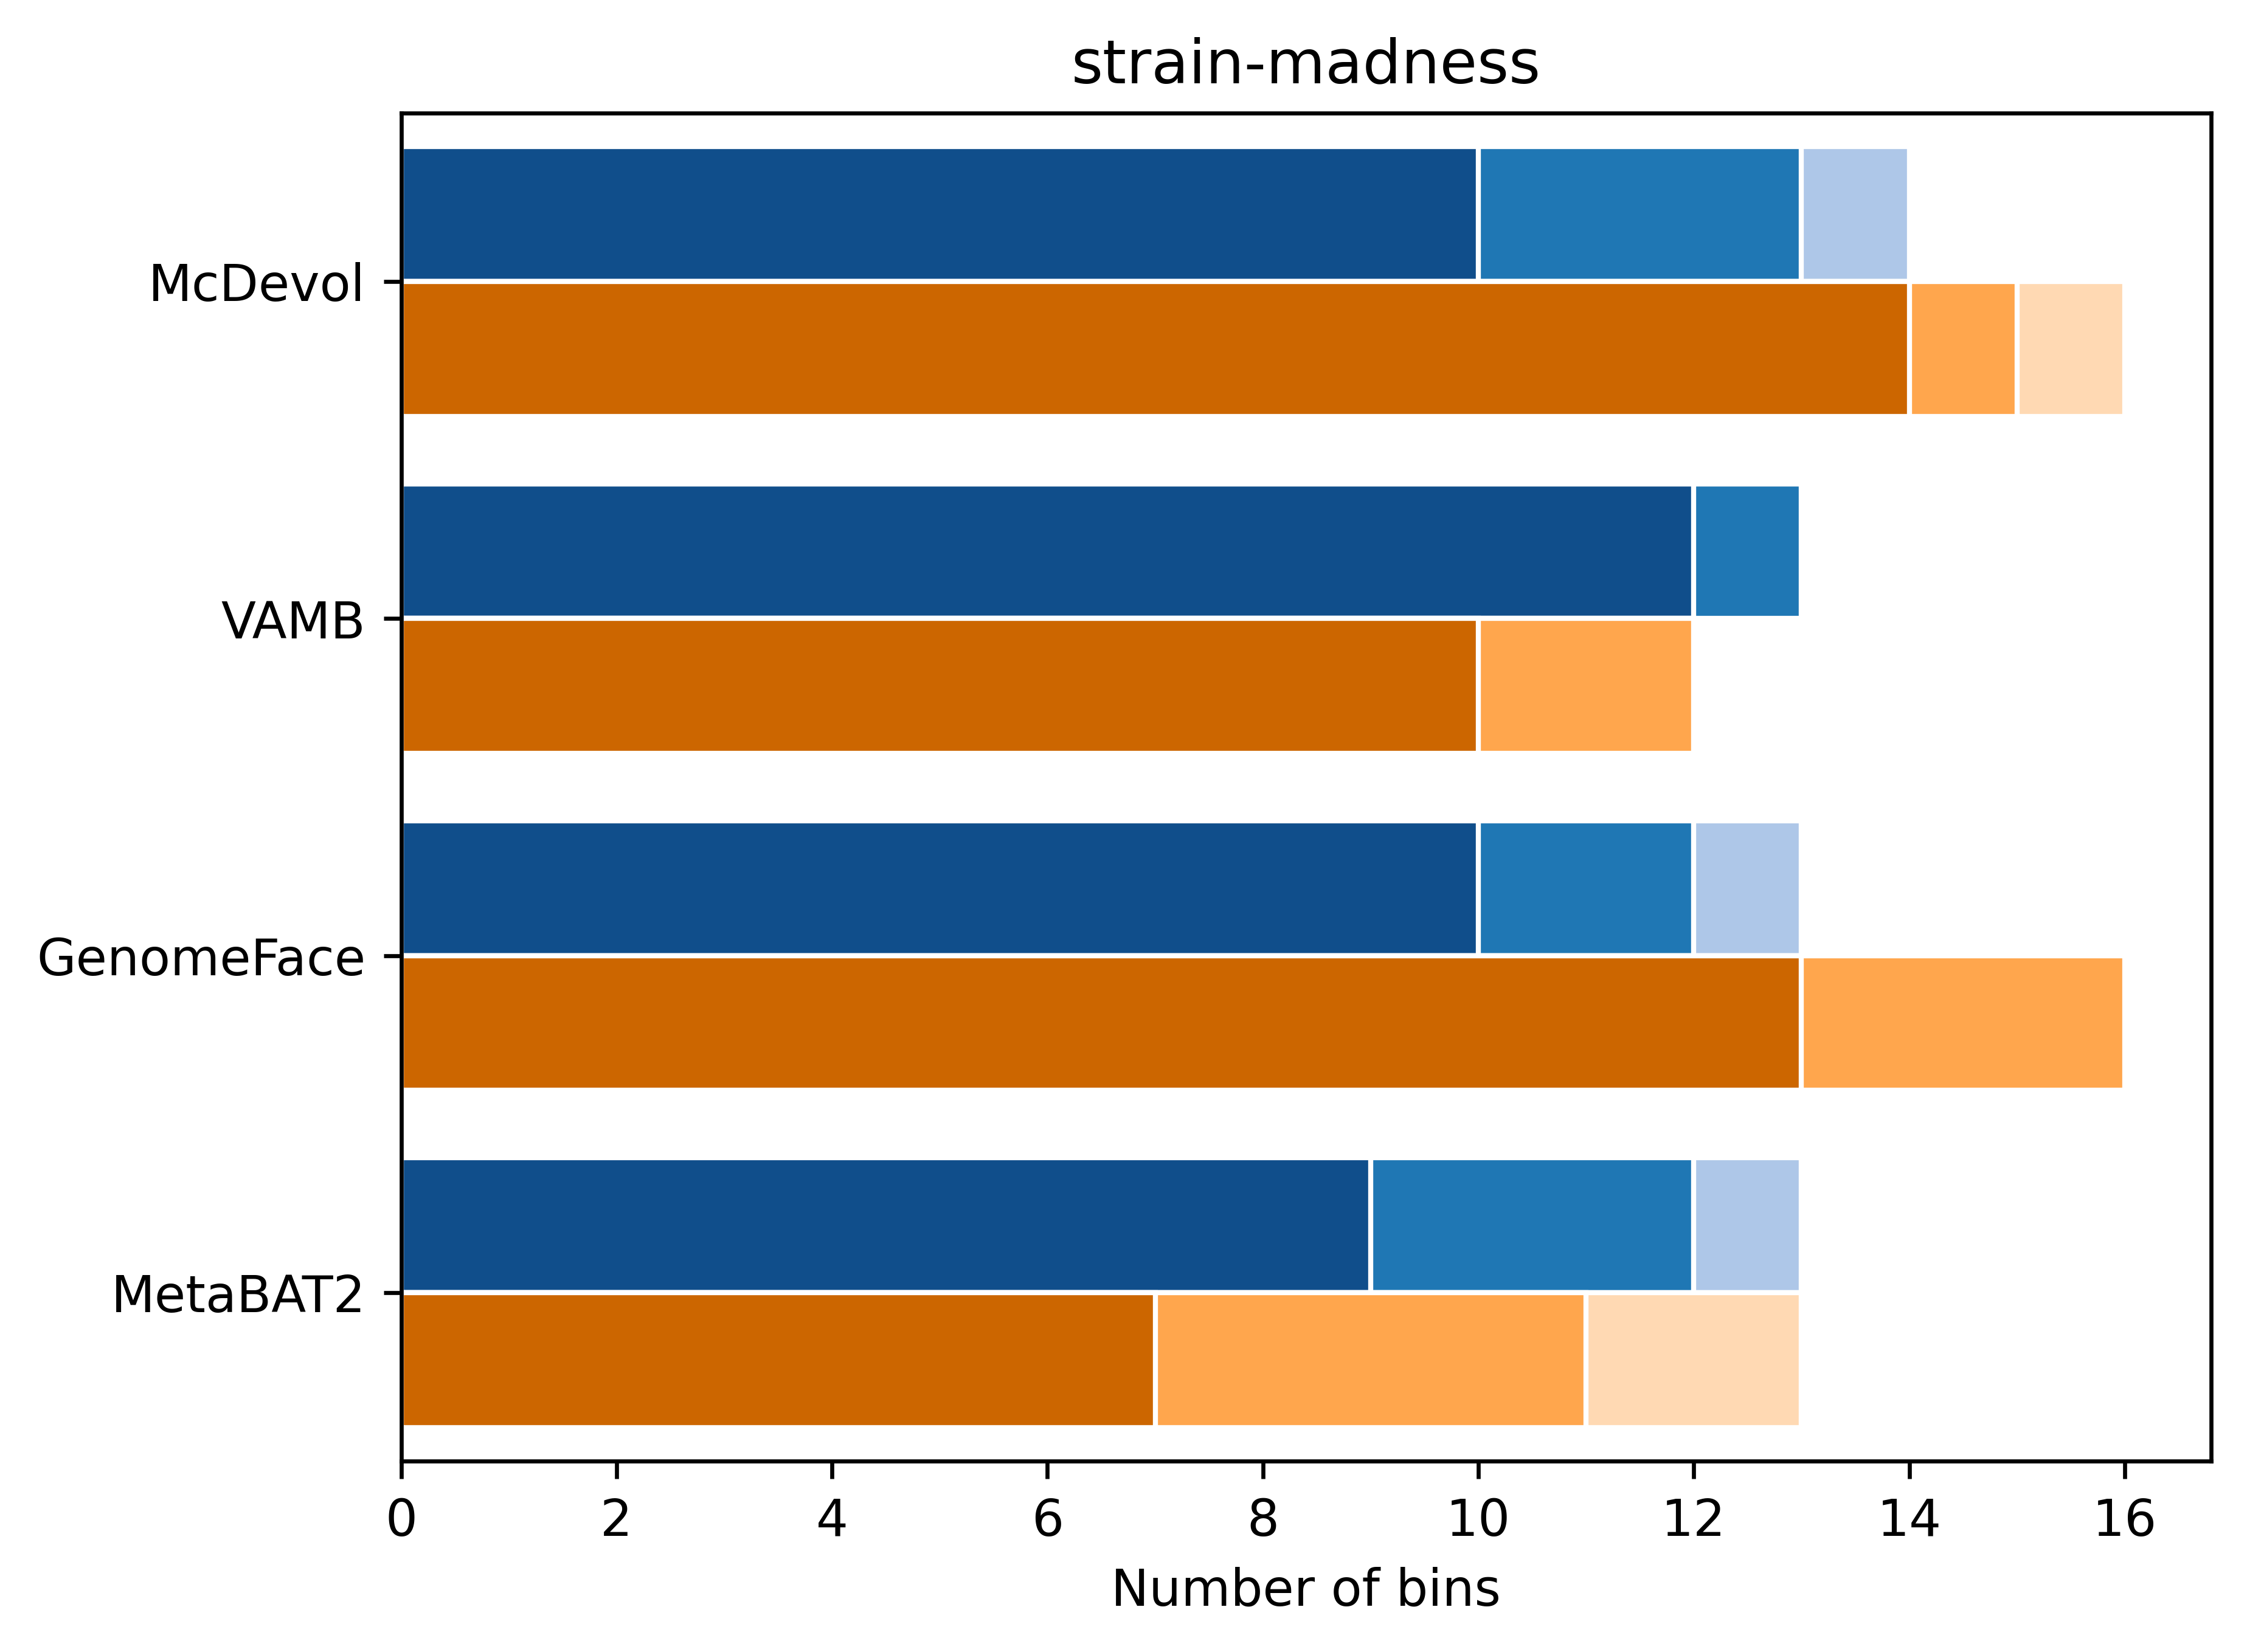 strain-madness
McDevol
VAMB
GenomeFace
MetaBAT2
0 2 4 6 8 10 12 14 16
Number of bins